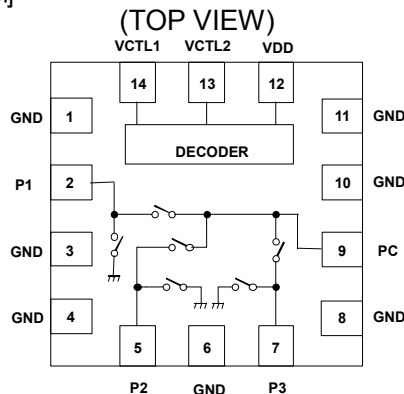 (TOP VIEW)
VCTL1 VCTL2 VDD
14 13 12
GND 1 11 GND
DECODER
P1 2 10 GND
GND 3 9 PC
GND 4 8 GND
5 6 7
P2 GND P3